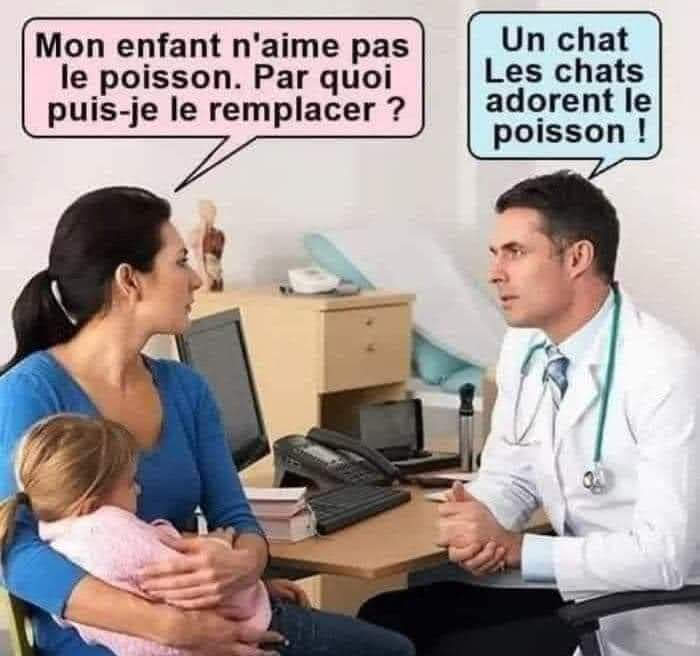 Mon enfant n'aime pas
le poisson. Par quoi
puis-je le remplacer ?
Un chat
Les chats
adorent le
poisson !